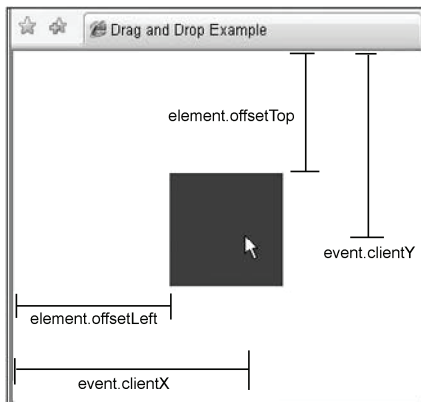 Drag and Drop Example
element.offsetTop
event.clientY
element.offsetLeft
event.clientX